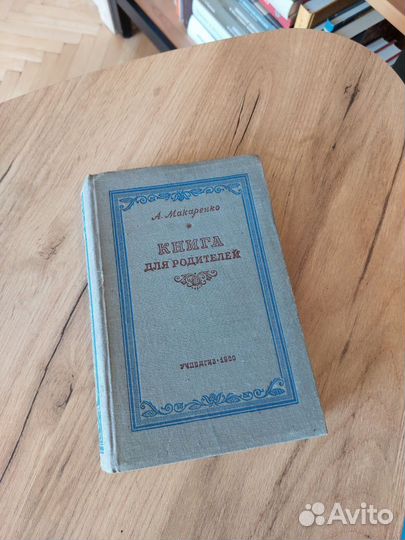 А. Макаренко
КНИГА
ДЛЯ РОДИТЕЛЕЙ
УЧПЕДГИЗ · 1950
Avito